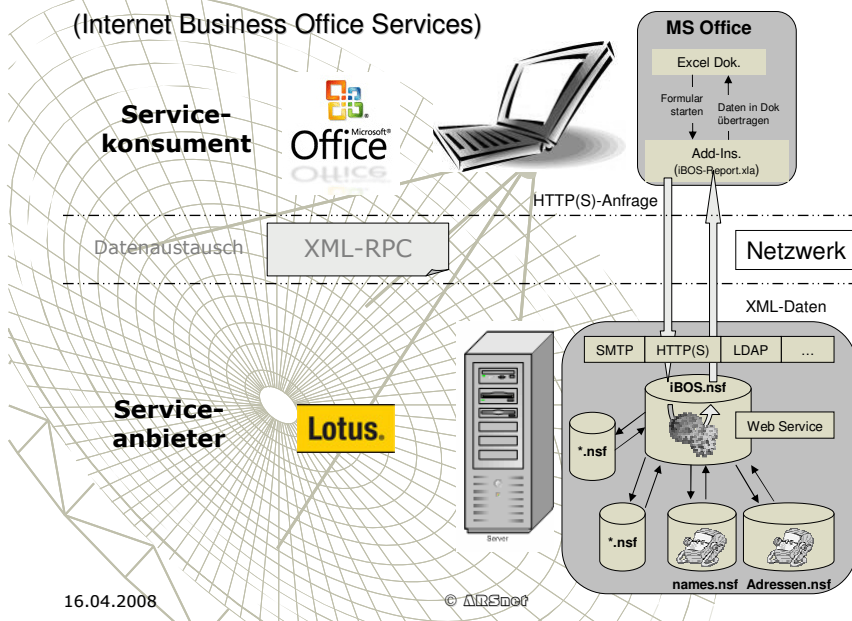 (Internet Business Office Services)
MS Office
Excel Dok.
Formular
starten
Daten in Dok
übertragen
Add-Ins.
(iBOS-Report.xla)
Service-
konsument
Microsoft®
Office
HTTP(S)-Anfrage
Datenaustausch
XML-RPC
Netzwerk
XML-Daten
SMTP
HTTP(S)
LDAP
…
iBOS.nsf
Web Service
*.nsf
*.nsf
names.nsf
Adressen.nsf
Service-
anbieter
Lotus.
Server
16.04.2008
© ARSnet